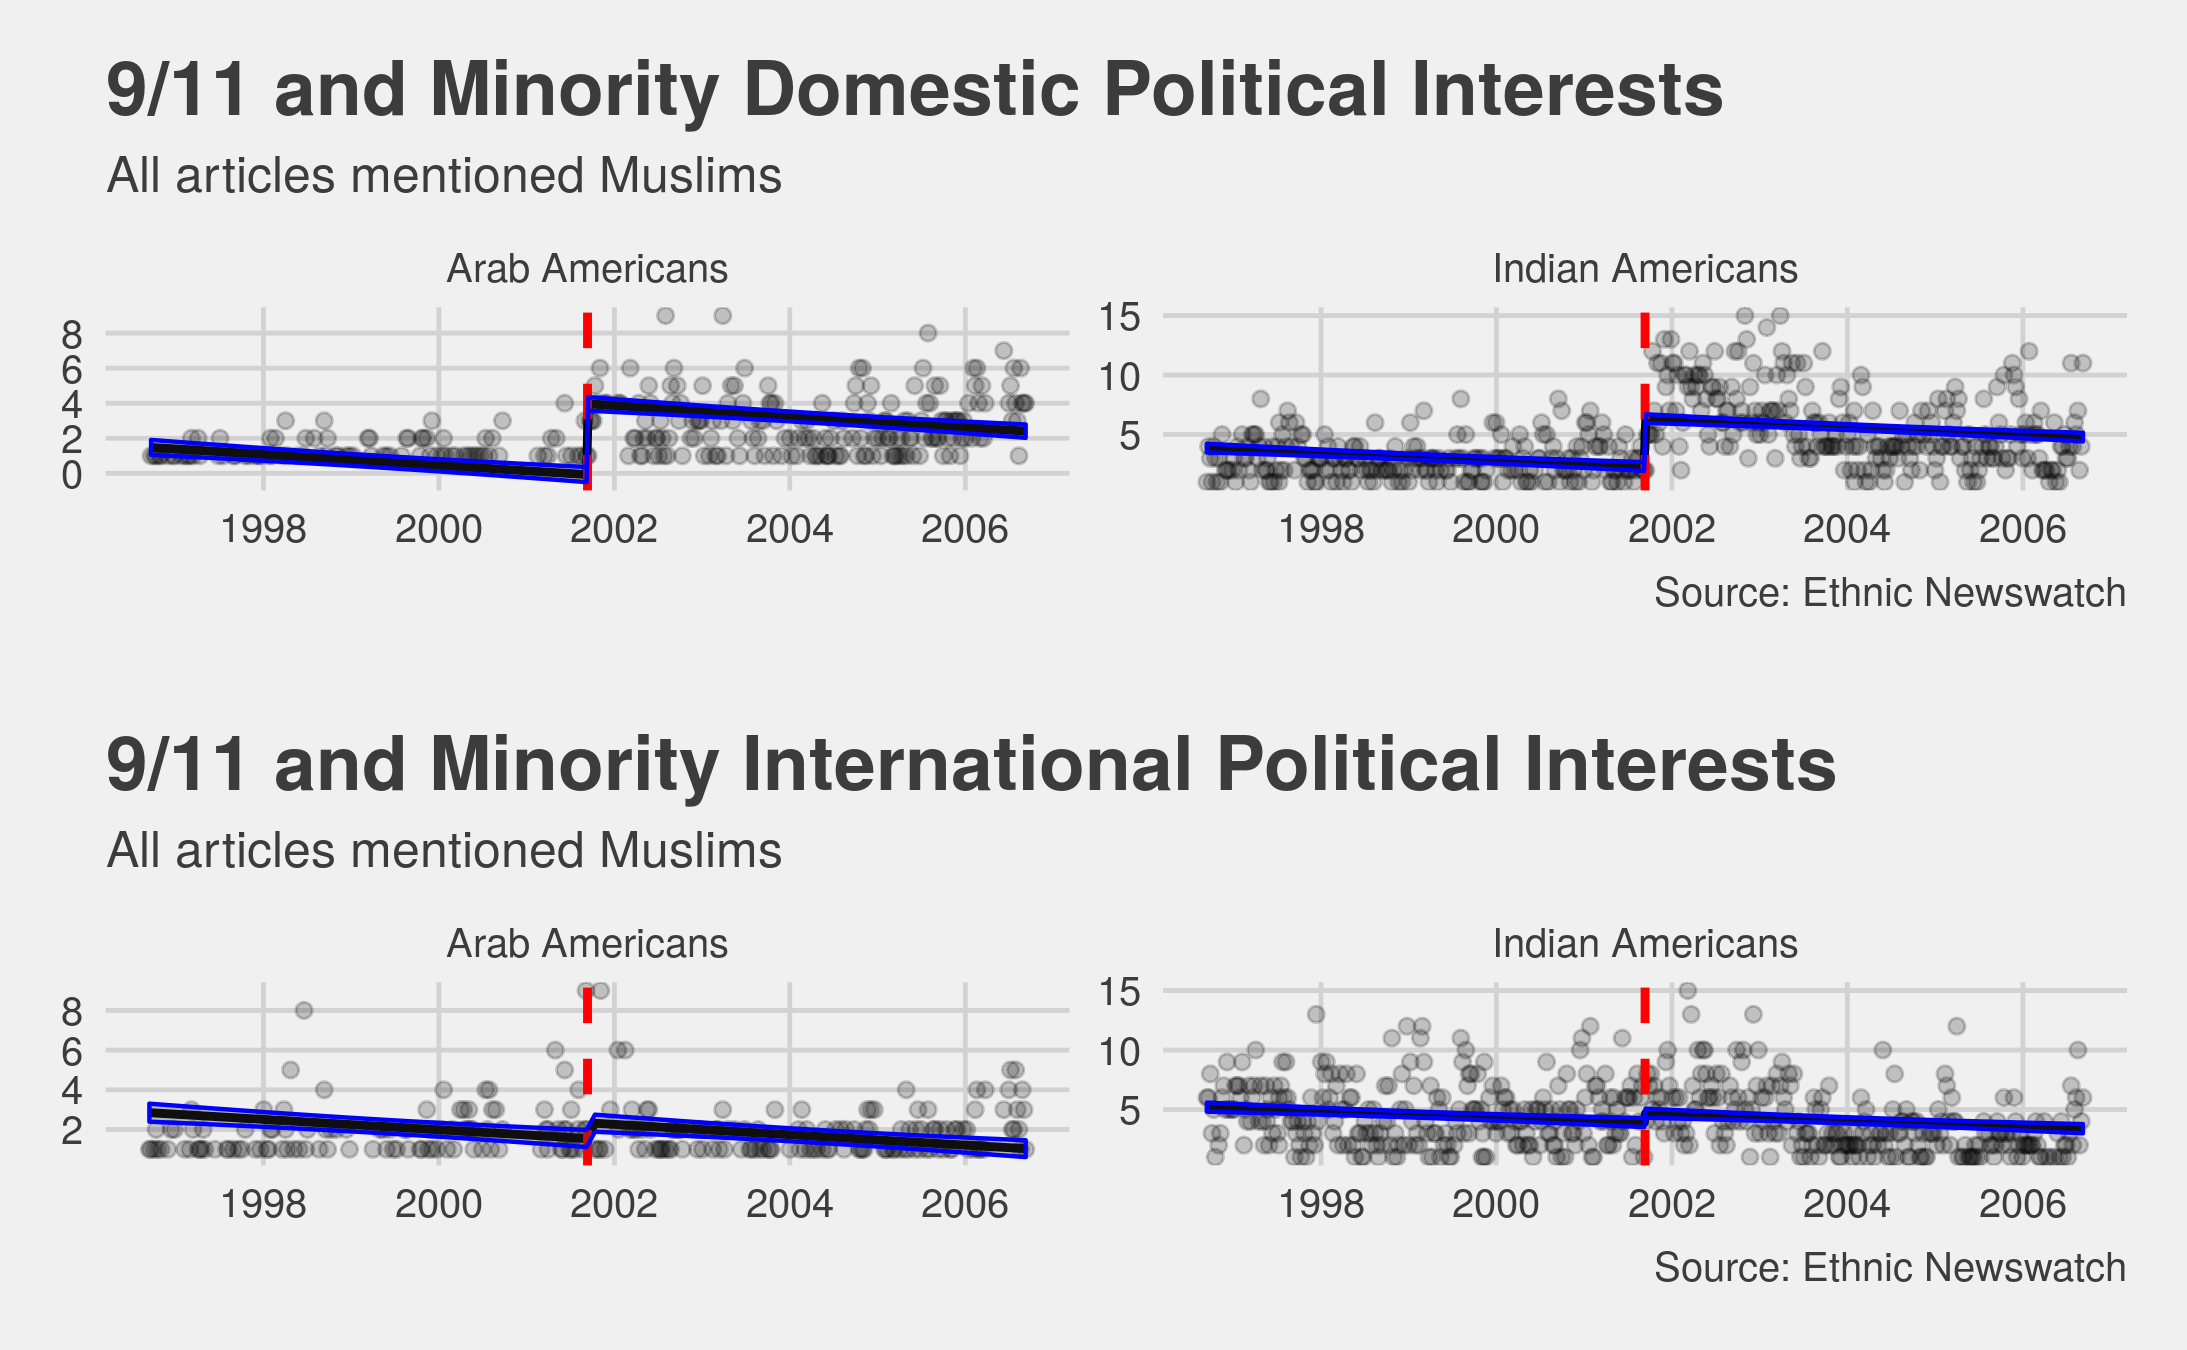 9/11 and Minority Domestic Political Interests
All articles mentioned Muslims
Arab Americans
Indian Americans
8
6
4
2
0
15
10
5
1998 2000 2002 2004 2006
1998 2000 2002 2004 2006
Source: Ethnic Newswatch
9/11 and Minority International Political Interests
All articles mentioned Muslims
Arab Americans
Indian Americans
8
6
4
2
15
10
5
1998 2000 2002 2004 2006
1998 2000 2002 2004 2006
Source: Ethnic Newswatch